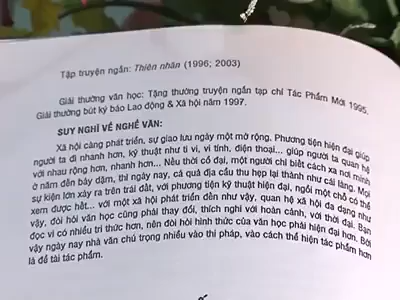 Tập truyện ngắn: Thiên nhân (1996; 2003)
Giải thưởng văn học: Tặng thưởng truyện ngắn tạp chí Tác Phẩm Mới 1995,
Giải thưởng bút ký báo Lao động & Xã hội năm 1997.
SUY NGHĨ VỀ NGHỀ VĂN:
Xã hội càng phát triển, sự giao lưu ngày một mở rộng. Phương tiện hiện đại giúp
người ta đi nhanh hơn, kỹ thuật như ti vi, vi tính, điện thoại... giúp người ta quan hệ
với nhau rộng hơn, nhanh hơn... Nếu thời cổ đại, một người chỉ biết cách xa nơi mình
ở năm đến bảy dặm, thì ngày nay, cả quả địa cầu thu hẹp lại thành như cái làng. Mọi
sự kiện lớn xảy ra trên trái đất, với phương tiện kỹ thuật hiện đại, ngồi một chỗ có thể
xem được hết... với một xã hội phát triển đến như vậy, quan hệ xã hội đa dạng như
vậy, đòi hỏi văn học cũng phải thay đổi, thích nghi với hoàn cảnh, với thời đại. Bạn
đọc vì có nhiều tri thức hơn, nên đòi hỏi hình thức của văn học phải hiện đại hơn. Bởi
vậy ngày nay nhà văn chú trọng nhiều vào thi pháp, vào cách thể hiện tác phẩm hơn
là đề tài tác phẩm.